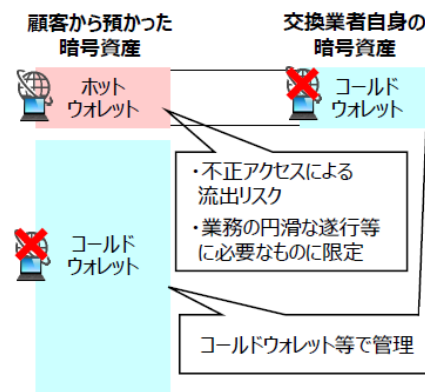 顧客から預かった
暗号資産
交換業者自身の
暗号資産
ホット
ウォレット
コールド
ウォレット
・不正アクセスによる
流出リスク
・業務の円滑な遂行等
に必要なものに限定
コールド
ウォレット
コールドウォレット等で管理